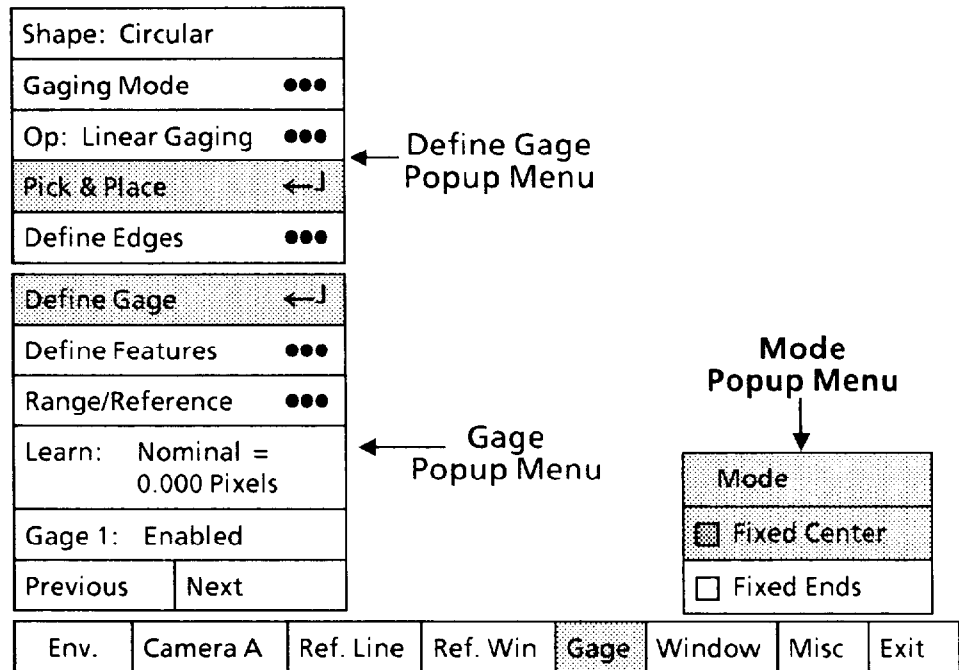 Shape: Circular
Gaging Mode •••
Op: Linear Gaging •••
Pick & Place ←┘
Define Edges •••
Define Gage
Popup Menu
Define Gage ←┘
Define Features •••
Range/Reference •••
Learn: Nominal =
0.000 Pixels
Gage 1: Enabled
Previous Next
Gage
Popup Menu
Mode
Popup Menu
Mode
Fixed Center
Fixed Ends
Env. Camera A Ref. Line Ref. Win Gage Window Misc Exit